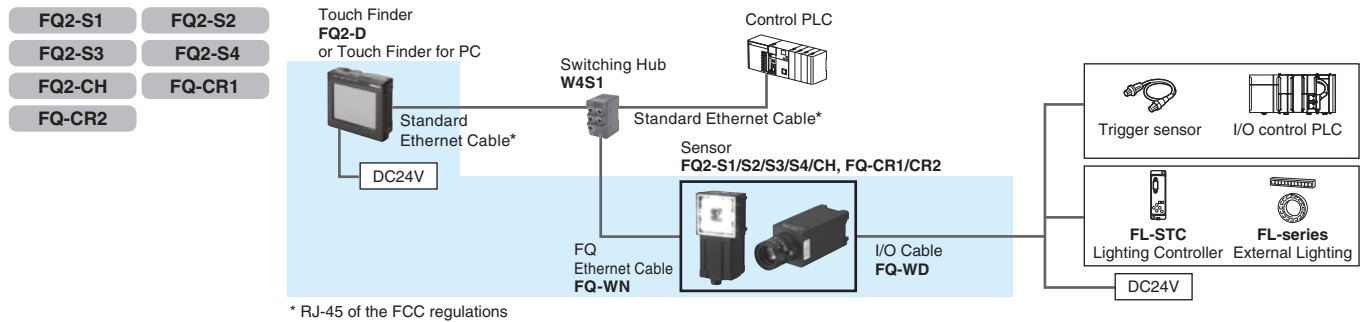 FQ2-S1 FQ2-S2
FQ2-S3 FQ2-S4
FQ2-CH FQ-CR1
FQ-CR2
Touch Finder
FQ2-D
or Touch Finder for PC
Standard
Ethernet Cable*
DC24V
Switching Hub
W4S1
Control PLC
Standard Ethernet Cable*
Sensor
FQ2-S1/S2/S3/S4/CH, FQ-CR1/CR2
FQ
Ethernet Cable
FQ-WN
I/O Cable
FQ-WD
Trigger sensor
I/O control PLC
FL-STC
Lighting Controller
FL-series
External Lighting
DC24V
* RJ-45 of the FCC regulations